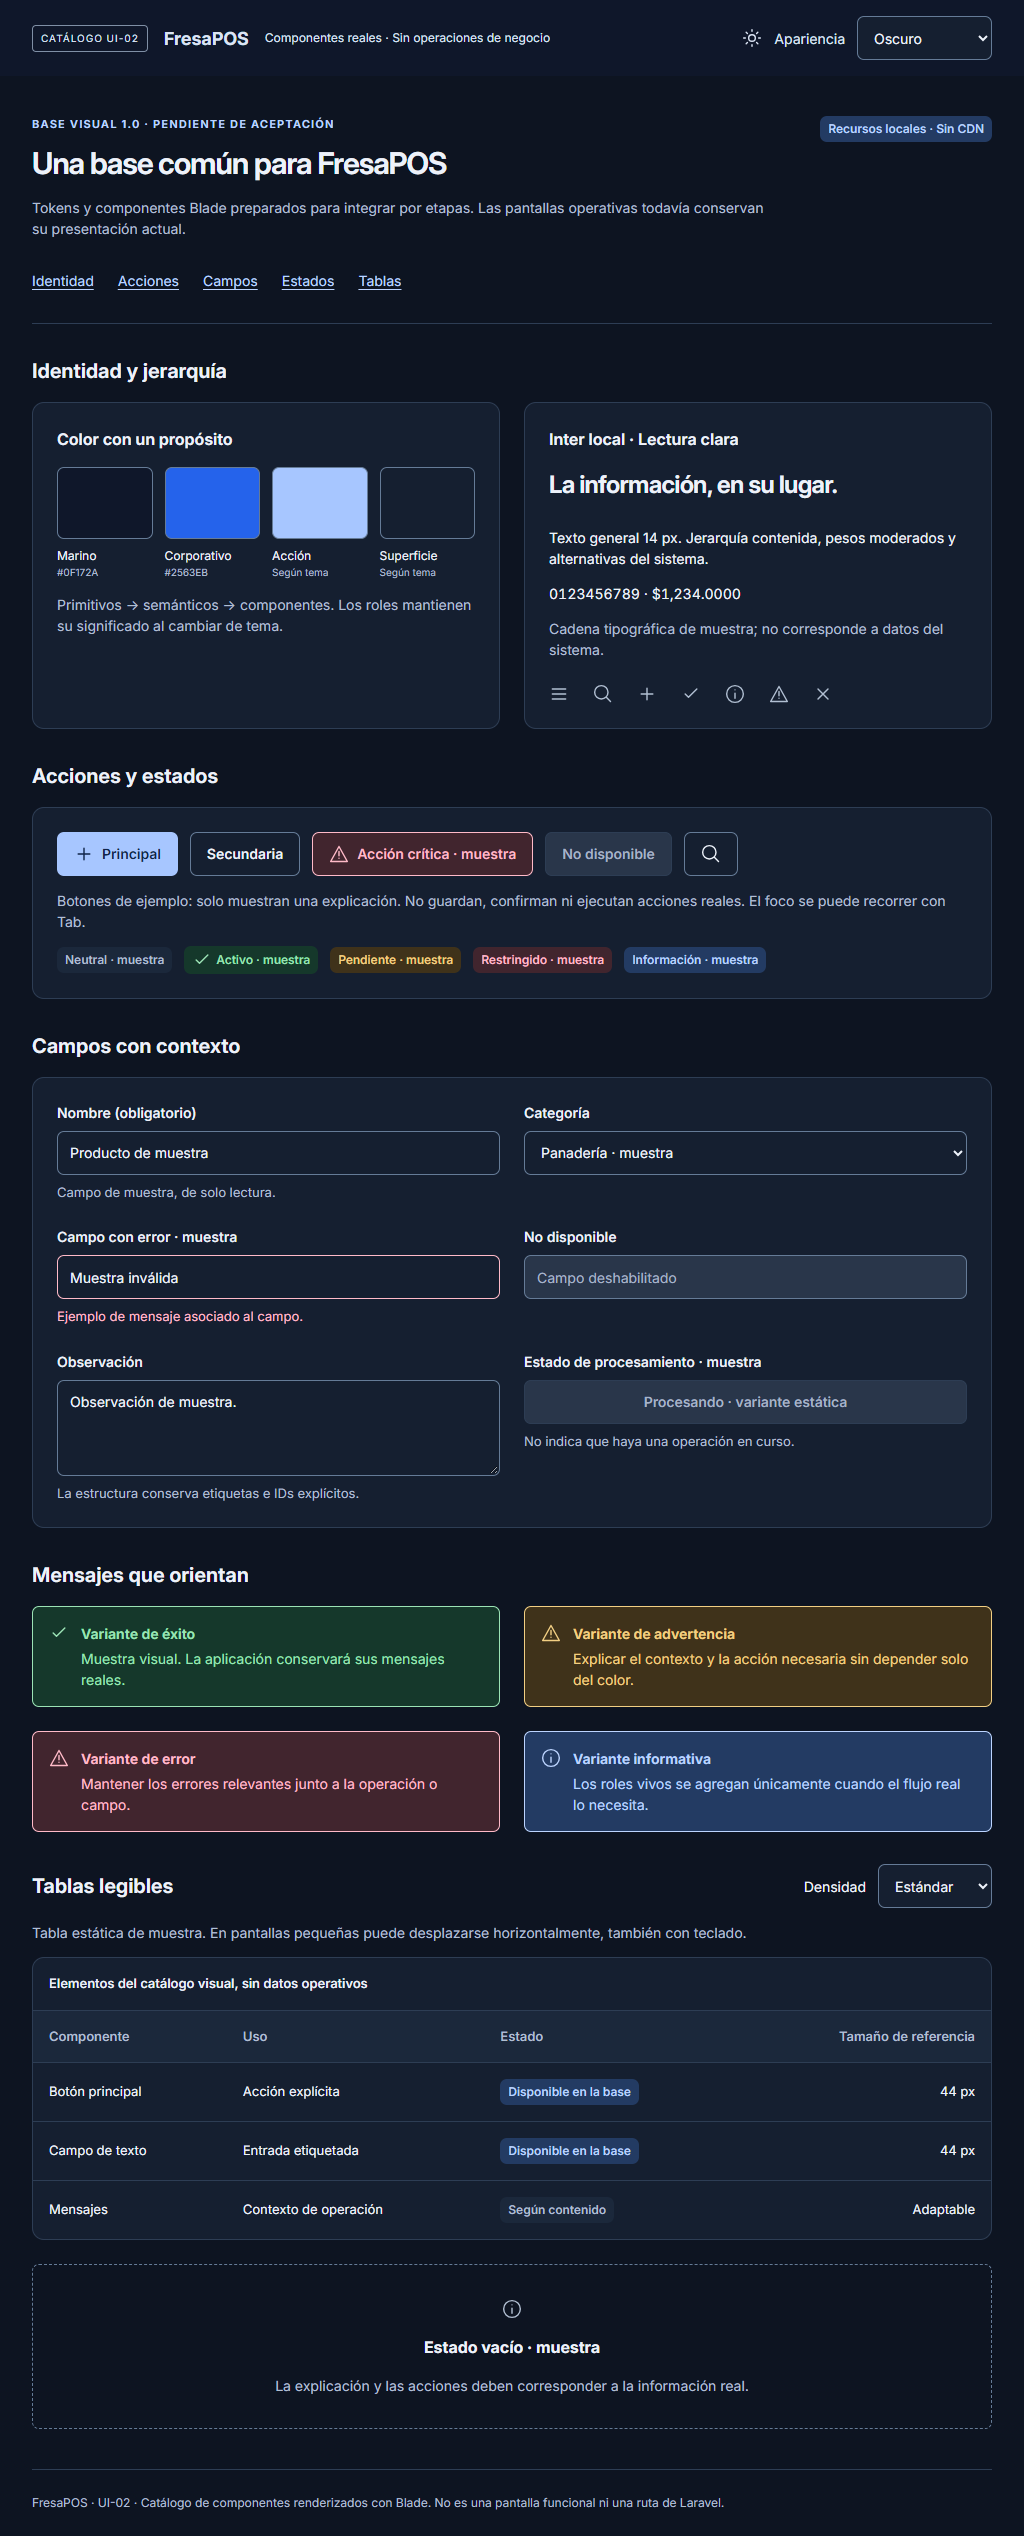 CATÁLOGO UI-02
FresaPOS
Componentes reales · Sin operaciones de negocio
Apariencia
Oscuro
BASE VISUAL 1.0 · PENDIENTE DE ACEPTACIÓN
Recursos locales · Sin CDN
Una base común para FresaPOS
Tokens y componentes Blade preparados para integrar por etapas. Las pantallas operativas todavía conservan
su presentación actual.
Identidad
Acciones
Campos
Estados
Tablas
Identidad y jerarquía
Color con un propósito
Marino
#0F172A
Corporativo
#2563EB
Acción
Según tema
Superficie
Según tema
Primitivos → semánticos → componentes. Los roles mantienen
su significado al cambiar de tema.
Inter local · Lectura clara
La información, en su lugar.
Texto general 14 px. Jerarquía contenida, pesos moderados y
alternativas del sistema.
0123456789 · $1,234.0000
Cadena tipográfica de muestra; no corresponde a datos del
sistema.
Acciones y estados
Principal
Secundaria
Acción crítica · muestra
No disponible
Botones de ejemplo: solo muestran una explicación. No guardan, confirman ni ejecutan acciones reales. El foco se puede recorrer con
Tab.
Neutral · muestra
Activo · muestra
Pendiente · muestra
Restringido · muestra
Información · muestra
Campos con contexto
Nombre (obligatorio)
Producto de muestra
Campo de muestra, de solo lectura.
Categoría
Panadería · muestra
Campo con error · muestra
Muestra inválida
Ejemplo de mensaje asociado al campo.
No disponible
Campo deshabilitado
Observación
Observación de muestra.
La estructura conserva etiquetas e IDs explícitos.
Estado de procesamiento · muestra
Procesando · variante estática
No indica que haya una operación en curso.
Mensajes que orientan
Variante de éxito
Muestra visual. La aplicación conservará sus mensajes
reales.
Variante de advertencia
Explicar el contexto y la acción necesaria sin depender solo
del color.
Variante de error
Mantener los errores relevantes junto a la operación o
campo.
Variante informativa
Los roles vivos se agregan únicamente cuando el flujo real
lo necesita.
Tablas legibles
Densidad
Estándar
Tabla estática de muestra. En pantallas pequeñas puede desplazarse horizontalmente, también con teclado.
Elementos del catálogo visual, sin datos operativos
Componente
Uso
Estado
Tamaño de referencia
Botón principal
Acción explícita
Disponible en la base
44 px
Campo de texto
Entrada etiquetada
Disponible en la base
44 px
Mensajes
Contexto de operación
Según contenido
Adaptable
Estado vacío · muestra
La explicación y las acciones deben corresponder a la información real.
FresaPOS · UI-02 · Catálogo de componentes renderizados con Blade. No es una pantalla funcional ni una ruta de Laravel.